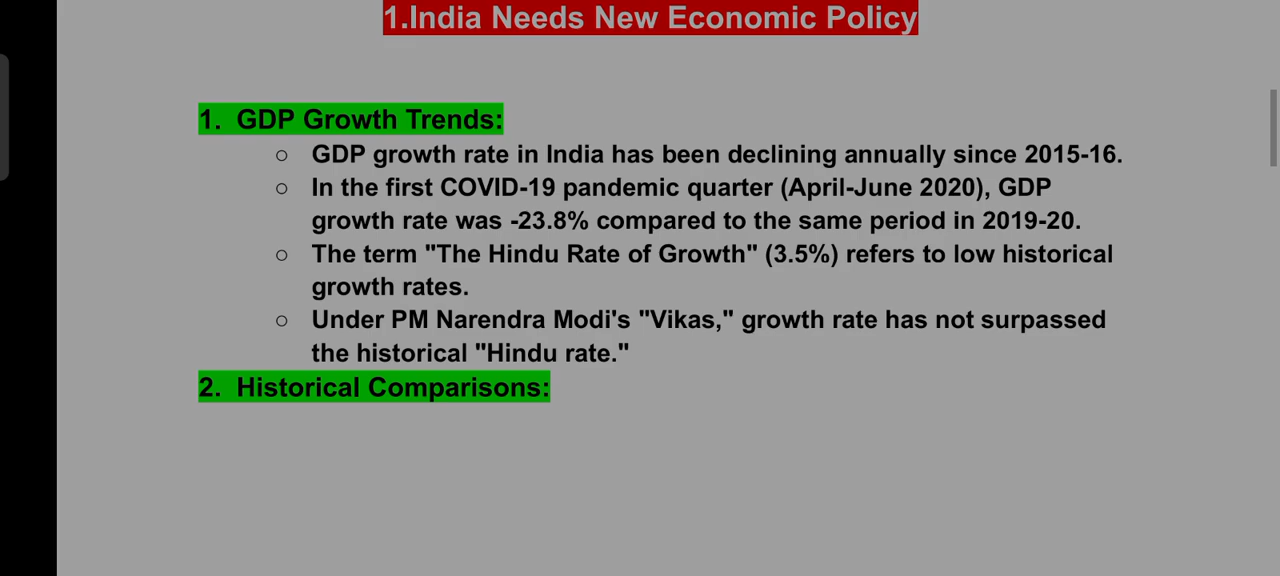 1.India Needs New Economic Policy
1. GDP Growth Trends:
○ GDP growth rate in India has been declining annually since 2015-16.
○ In the first COVID-19 pandemic quarter (April-June 2020), GDP
growth rate was -23.8% compared to the same period in 2019-20.
○ The term "The Hindu Rate of Growth" (3.5%) refers to low historical
growth rates.
○ Under PM Narendra Modi's "Vikas," growth rate has not surpassed
the historical "Hindu rate."
2. Historical Comparisons: